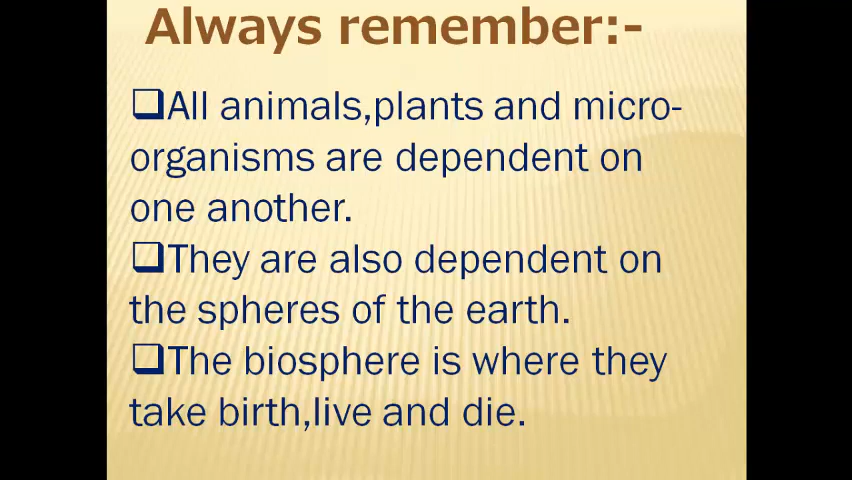 Always remember:-
❑All animals,plants and micro-
organisms are dependent on
one another.
❑They are also dependent on
the spheres of the earth.
❑The biosphere is where they
take birth,live and die.